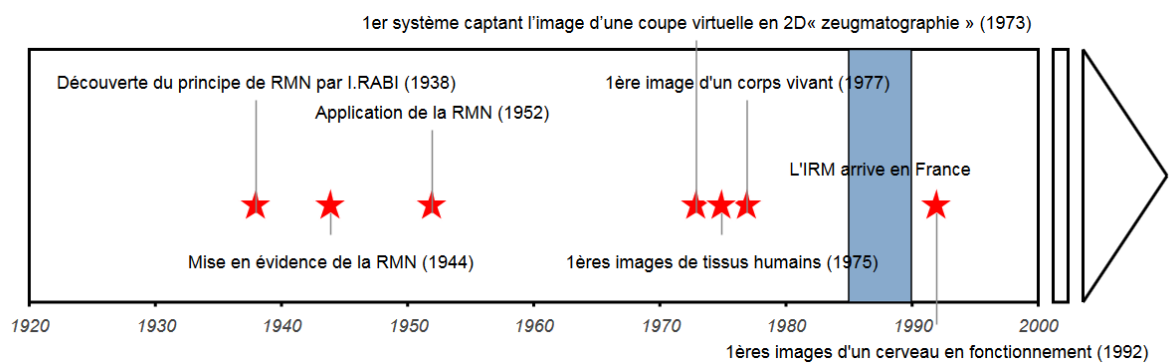 1er système captant l'image d'une coupe virtuelle en 2D« zeugmatographie » (1973)
Découverte du principe de RMN par I.RABI (1938)
1ère image d'un corps vivant (1977)
Application de la RMN (1952)
L'IRM arrive en France
Mise en évidence de la RMN (1944)
1ères images de tissus humains (1975)
1920 1930 1940 1950 1960 1970 1980 1990 2000
1ères images d'un cerveau en fonctionnement (1992)